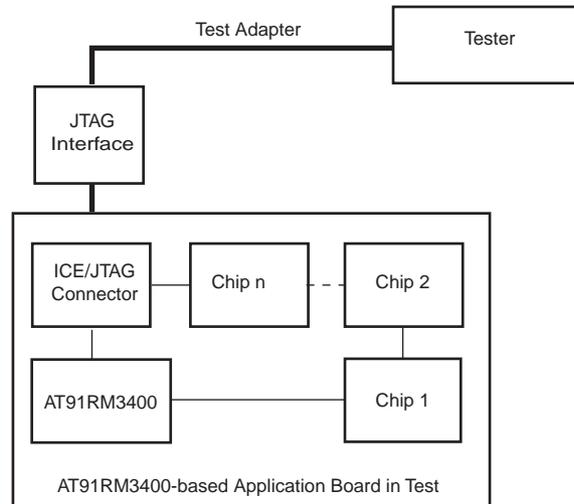 Test Adapter
Tester
JTAG
Interface
ICE/JTAG
Connector
Chip n
Chip 2
AT91RM3400
Chip 1
AT91RM3400-based Application Board in Test